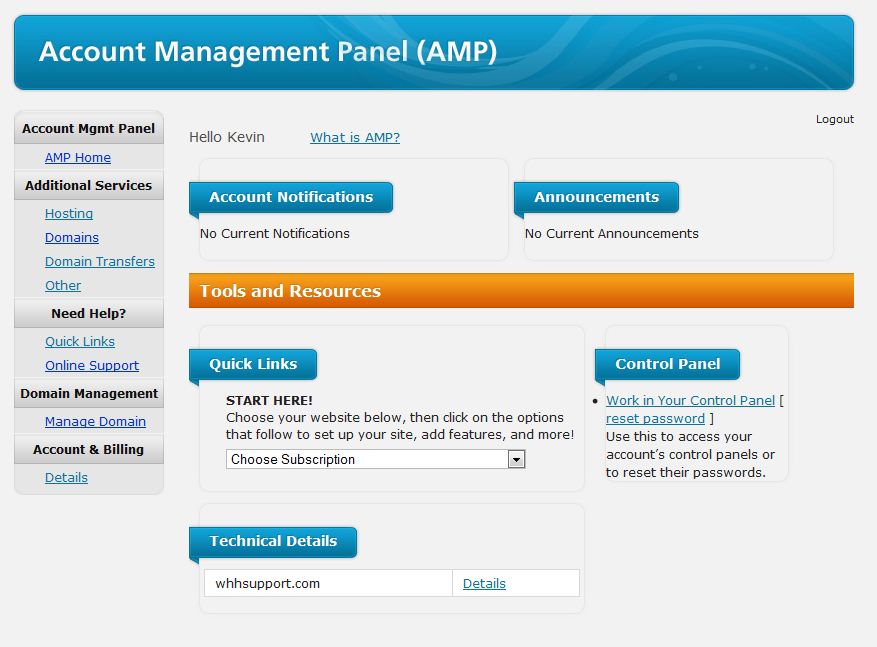 Account Management Panel (AMP)
Logout
Account Mgmt Panel
AMP Home
Additional Services
Hosting
Domains
Domain Transfers
Other
Need Help?
Quick Links
Online Support
Domain Management
Manage Domain
Account & Billing
Details
Hello Kevin
What is AMP?
Account Notifications
No Current Notifications
Announcements
No Current Announcements
Tools and Resources
Quick Links
START HERE!
Choose your website below, then click on the options
that follow to set up your site, add features, and more!
Choose Subscription
Control Panel
• Work in Your Control Panel [
reset password ]
Use this to access your
account's control panels or
to reset their passwords.
Technical Details
whhsupport.com
Details